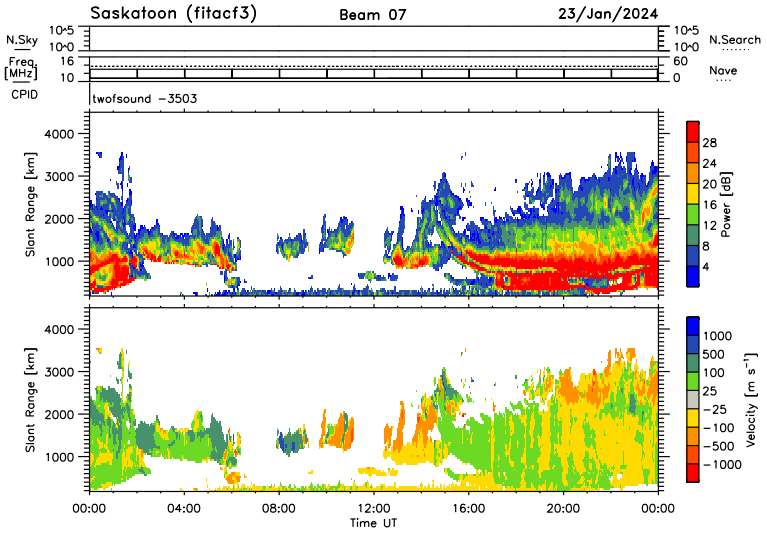 Saskatoon (fitacf3) Beam 07 23/Jan/2024
N.Sky 10^5 10^0 10^5 10^0 N.Search
Freq. [MHz] 16 10 60 0 Nave
CPID twofsound -3503
Slant Range [km] 4000 3000 2000 1000
Power [dB] 28 24 20 16 12 8 4
Slant Range [km] 4000 3000 2000 1000
Velocity [m s⁻¹] 1000 500 100 25 -25 -100 -500 -1000
00:00 04:00 08:00 12:00 16:00 20:00 00:00
Time UT